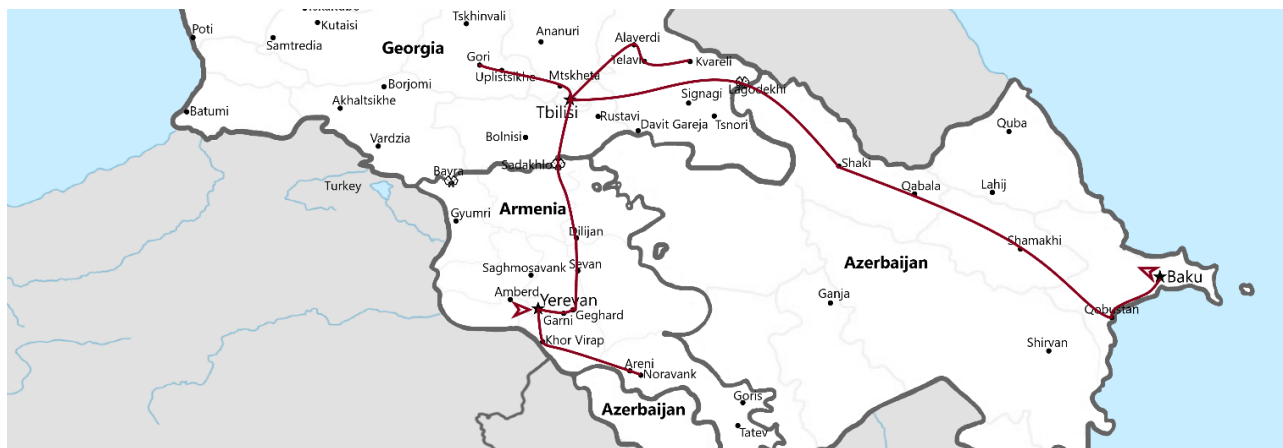 Kutaisi
Poti
Samtredia
Georgia
Tskhinvali
Ananuri
Alaverdi
Gori
Uplistsikhe
Mtskheta
Telavi
Kvareli
Borjomi
Akhaltsikhe
Batumi
Tbilisi
Rustavi
Signagi
Lagodekhi
Davit Gareja
Tsnori
Bolnisi
Vardzia
Quba
Sadakhlo
Bavra
Shaki
Turkey
Qabala
Lahij
Gyumri
Armenia
Dilijan
Shamakhi
Azerbaijan
Saghmosavank
Sevan
Baku
Amberd
Yerevan
Ganja
Garni
Geghard
Qobustan
Khor Virap
Shirvan
Areni
Noravank
Azerbaijan
Goris
Tatev